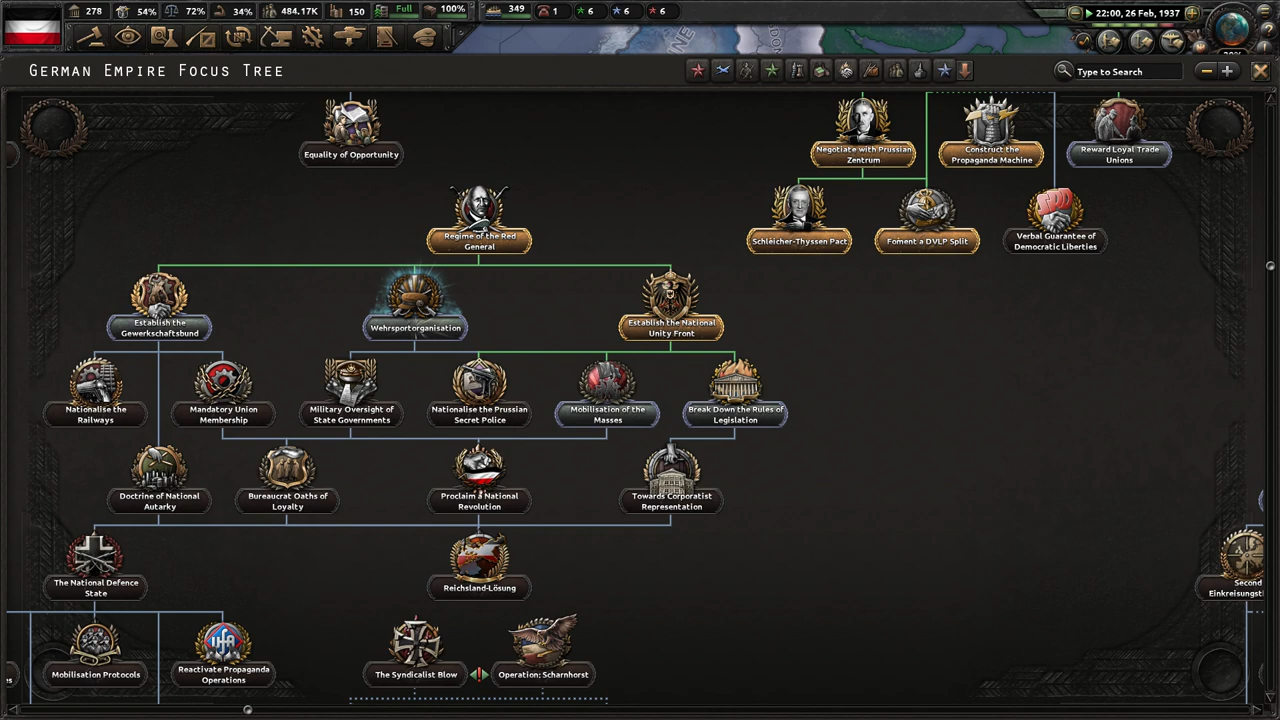 278 54% 72% 34% 484.17K 150 Full 100% 349 1 6 6 6 22:00, 26 Feb, 1937
German Empire Focus Tree
Type to Search
Equality of Opportunity
Negotiate with Prussian
Zentrum
Construct the
Propaganda Machine
Reward Loyal Trade
Unions
Regime of the Red
General
Schleicher-Thyssen Pact
Foment a DVLP Split
Verbal Guarantee of
Democratic Liberties
Establish the
Gewerkschaftsbund
Wehrsportorganisation
Establish the National
Unity Front
Nationalise the
Railways
Mandatory Union
Membership
Military Oversight of
State Governments
Nationalise the Prussian
Secret Police
Mobilisation of the
Masses
Break Down the Rules of
Legislation
Doctrine of National
Autarky
Bureaucrat Oaths of
Loyalty
Proclaim a National
Revolution
Towards Corporatist
Representation
The National Defence
State
Reichsland-Lösung
Second
Mobilisation Protocols
Reactivate Propaganda
Operations
The Syndicalist Blow
Operation: Scharnhorst